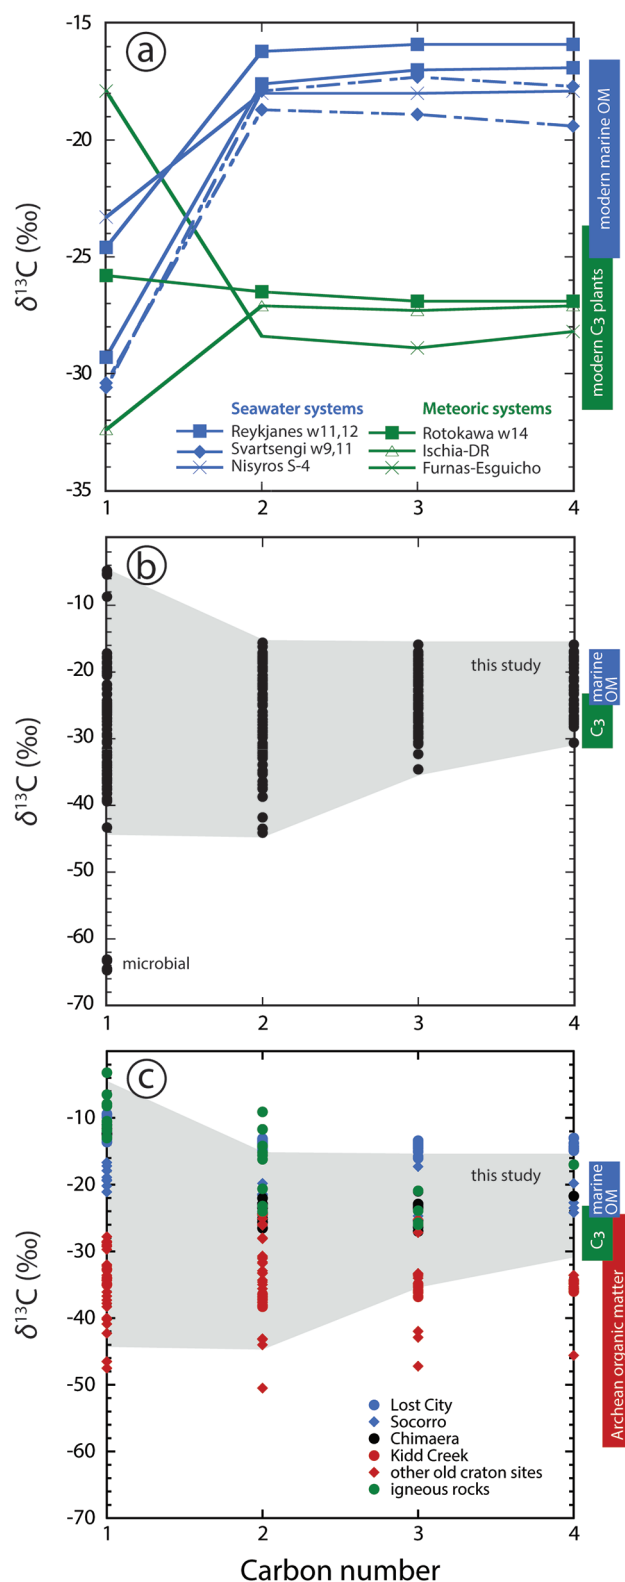 a
-15
-20
-25
-30
-35
δ¹³C (‰)
1
2
3
4
Seawater systems
Reykjanes w11,12
Svartsengi w9,11
Nisyros S-4
Meteoric systems
Rotokawa w14
Ischia-DR
Furnas-Esguicho
modern marine OM
modern C3 plants
b
-10
-20
-30
-40
-50
-60
-70
δ¹³C (‰)
this study
microbial
1
2
3
4
marine
OM
C3
c
-10
-20
-30
-40
-50
-60
-70
δ¹³C (‰)
this study
Lost City
Socorro
Chimaera
Kidd Creek
other old craton sites
igneous rocks
1
2
3
4
marine
OM
C3
Archean organic matter
Carbon number